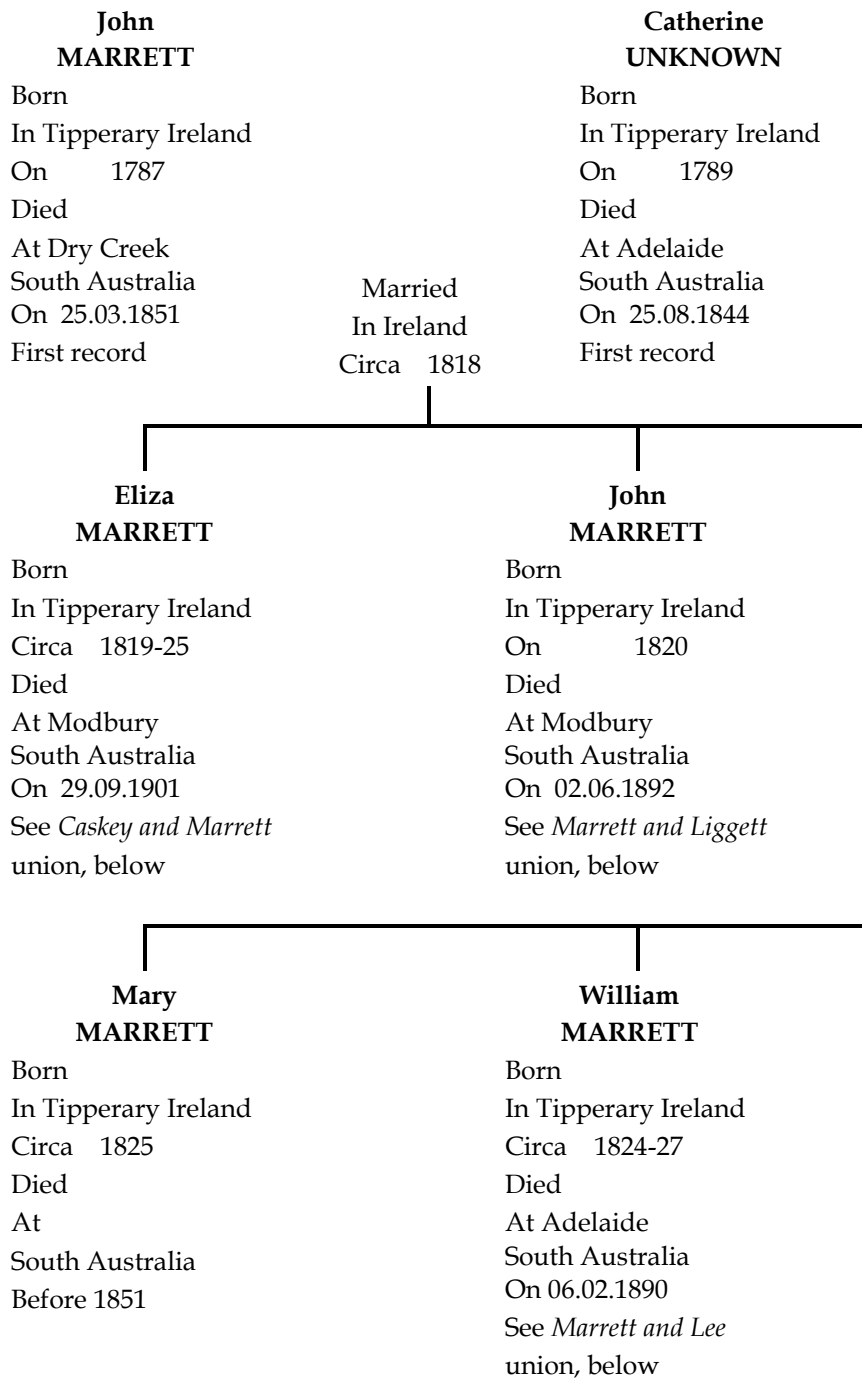 John
MARRETT
Born
In Tipperary Ireland
On 1787
Died
At Dry Creek
South Australia
On 25.03.1851
First record
Married
In Ireland
Circa 1818
Catherine
UNKNOWN
Born
In Tipperary Ireland
On 1789
Died
At Adelaide
South Australia
On 25.08.1844
First record
Eliza
MARRETT
Born
In Tipperary Ireland
Circa 1819-25
Died
At Modbury
South Australia
On 29.09.1901
See Caskey and Marrett
union, below
John
MARRETT
Born
In Tipperary Ireland
On 1820
Died
At Modbury
South Australia
On 02.06.1892
See Marrett and Liggett
union, below
Mary
MARRETT
Born
In Tipperary Ireland
Circa 1825
Died
At
South Australia
Before 1851
William
MARRETT
Born
In Tipperary Ireland
Circa 1824-27
Died
At Adelaide
South Australia
On 06.02.1890
See Marrett and Lee
union, below